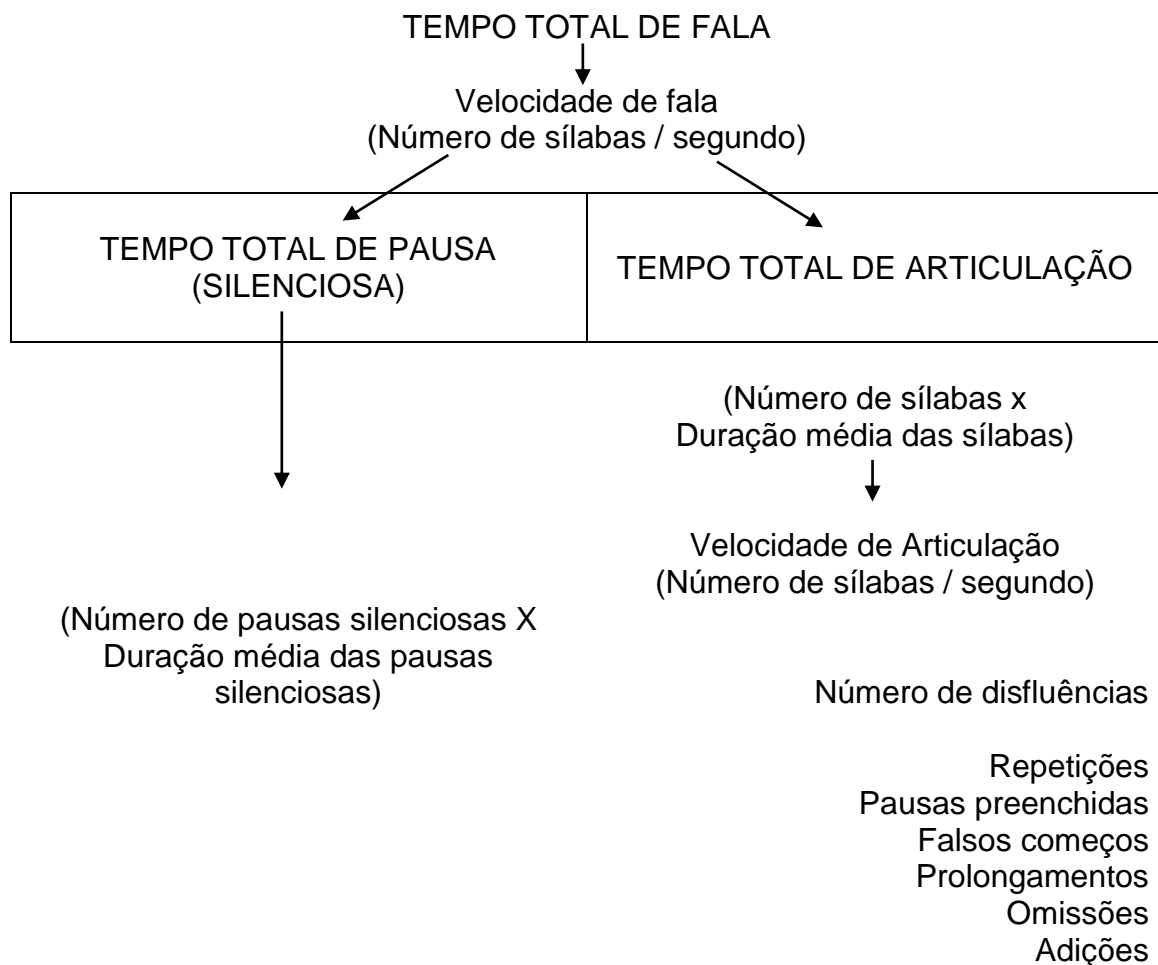 TEMPO TOTAL DE FALA
Velocidade de fala
(Número de sílabas / segundo)
TEMPO TOTAL DE PAUSA
(SILENCIOSA)
TEMPO TOTAL DE ARTICULAÇÃO
(Número de sílabas x
Duração média das sílabas)
Velocidade de Articulação
(Número de sílabas / segundo)
(Número de pausas silenciosas X
Duração média das pausas
silenciosas)
Número de disfluências
Repetições
Pausas preenchidas
Falsos começos
Prolongamentos
Omissões
Adições